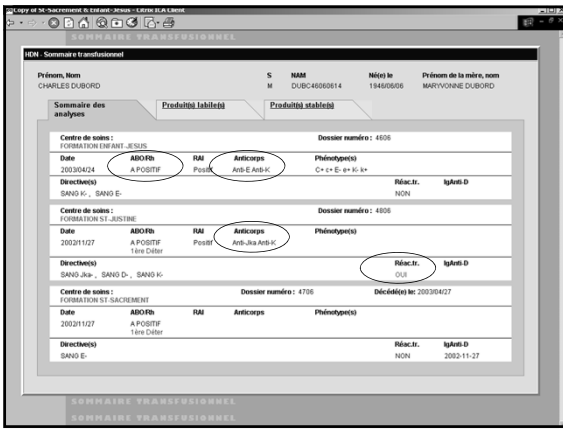 Copy of St-Sacrement & Enfant-Jesus - Citrix ICA Client
SOMMAIRE TRANSFUSIONNEL
HDN - Sommaire transfusionnel
Prénom, Nom S NAM Né(e) le Prénom de la mère, nom
CHARLES DUBORD M DUBC46060614 1946/06/06 MARYVONNE DUBORD
Sommaire des analyses Produit(s) labile(s) Produit(s) stable(s)
Centre de soins : Dossier numéro : 4606
FORMATION ENFANT-JESUS
Date ABO/Rh RAI Anticorps Phénotype(s)
2003/04/24 A POSITIF Positif Anti-E Anti-K C+ c+ E- e+ K- k+
Directive(s) Réac.tr. IgAnti-D
SANG K- , SANG E- NON
Centre de soins : Dossier numéro : 4806
FORMATION ST-JUSTINE
Date ABO/Rh RAI Anticorps Phénotype(s)
2002/11/27 A POSITIF Positif Anti-Jka Anti-K
1ère Déter
Directive(s) Réac.tr. IgAnti-D
SANG Jka- , SANG D- , SANG K- OUI
Centre de soins : Dossier numéro : 4706 Décédé(e) le: 2003/04/27
FORMATION ST-SACREMENT
Date ABO/Rh RAI Anticorps Phénotype(s)
2002/11/27 A POSITIF
1ère Déter
Directive(s) Réac.tr. IgAnti-D
SANG E- NON 2002-11-27
SOMMAIRE TRANSFUSIONNEL
SOMMAIRE TRANSFUSIONNEL